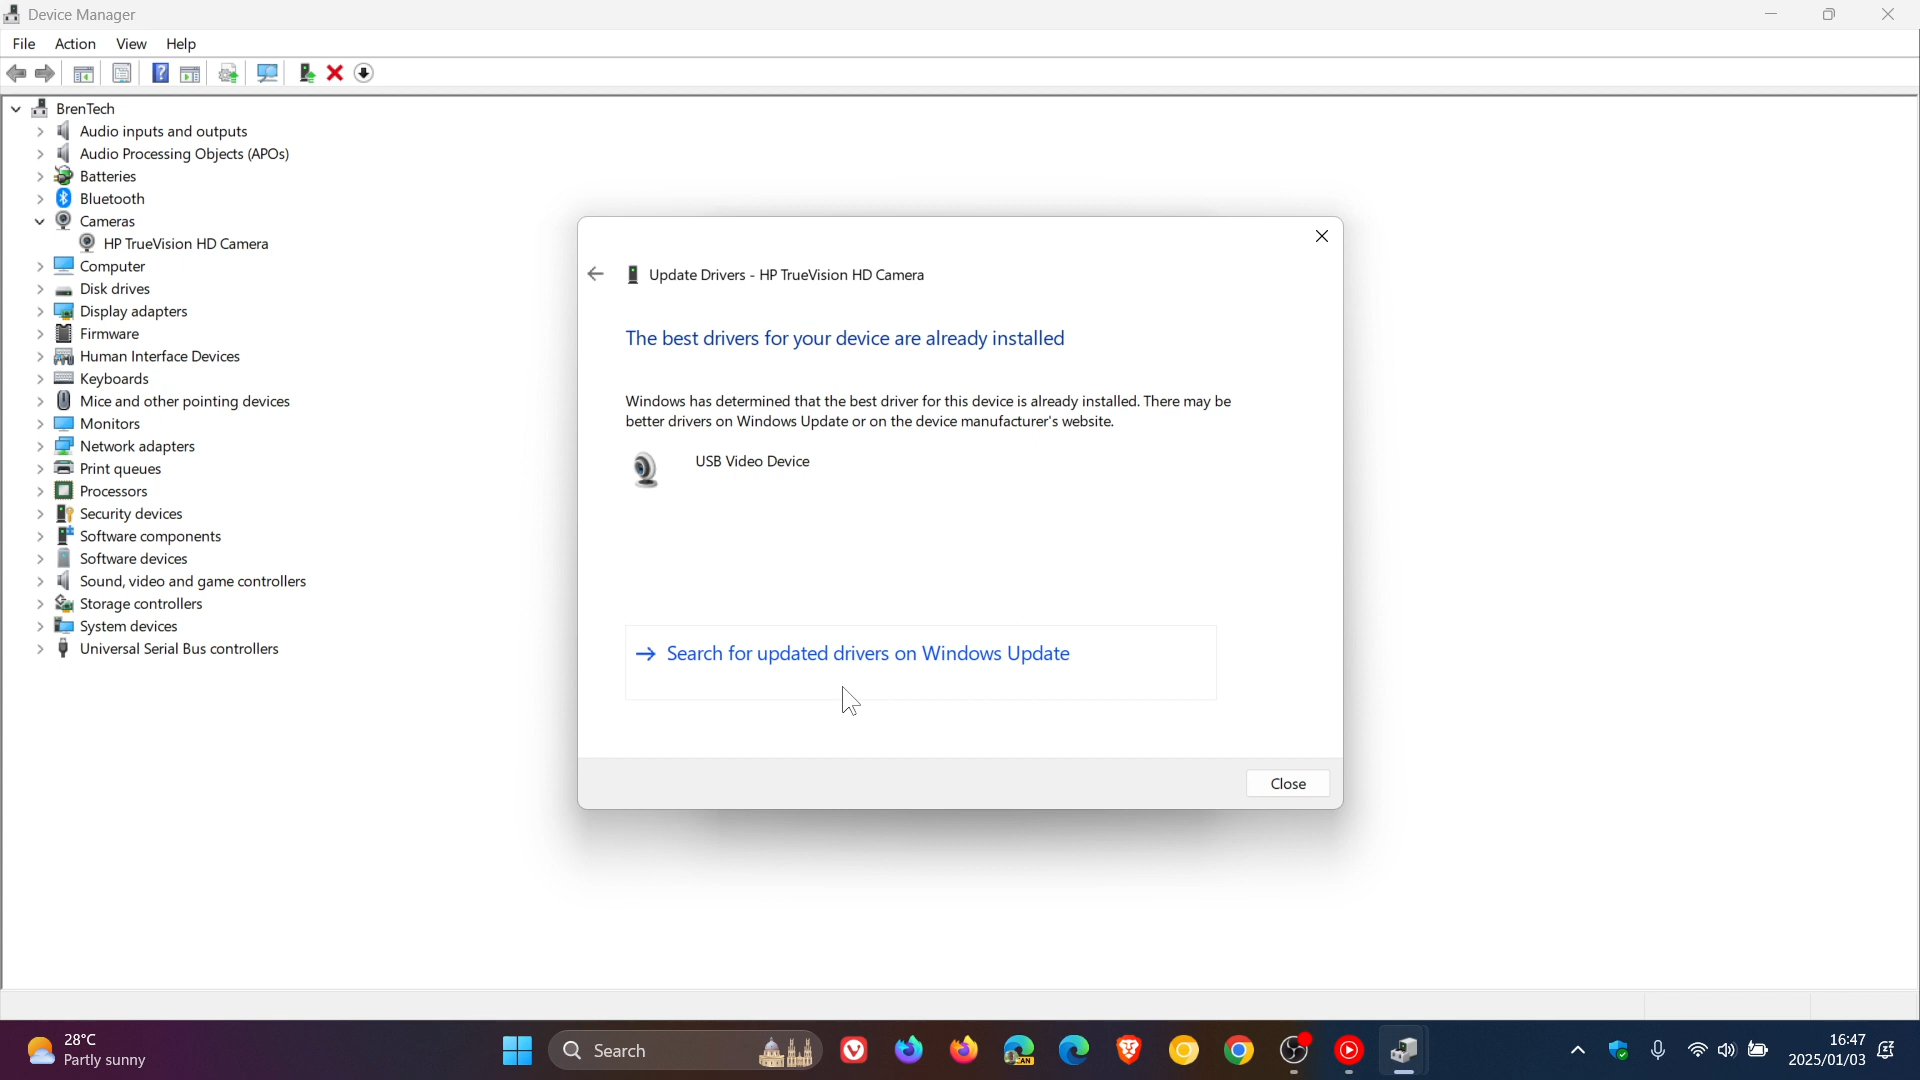 Device Manager
File Action View Help
BrenTech
Audio inputs and outputs
Audio Processing Objects (APOs)
Batteries
Bluetooth
Cameras
HP TrueVision HD Camera
Computer
Disk drives
Display adapters
Firmware
Human Interface Devices
Keyboards
Mice and other pointing devices
Monitors
Network adapters
Print queues
Processors
Security devices
Software components
Software devices
Sound, video and game controllers
Storage controllers
System devices
Universal Serial Bus controllers
Update Drivers - HP TrueVision HD Camera
The best drivers for your device are already installed
Windows has determined that the best driver for this device is already installed. There may be
better drivers on Windows Update or on the device manufacturer's website.
USB Video Device
Search for updated drivers on Windows Update
Close
28°C
Partly sunny
Search
CAN
16:47
2025/01/03